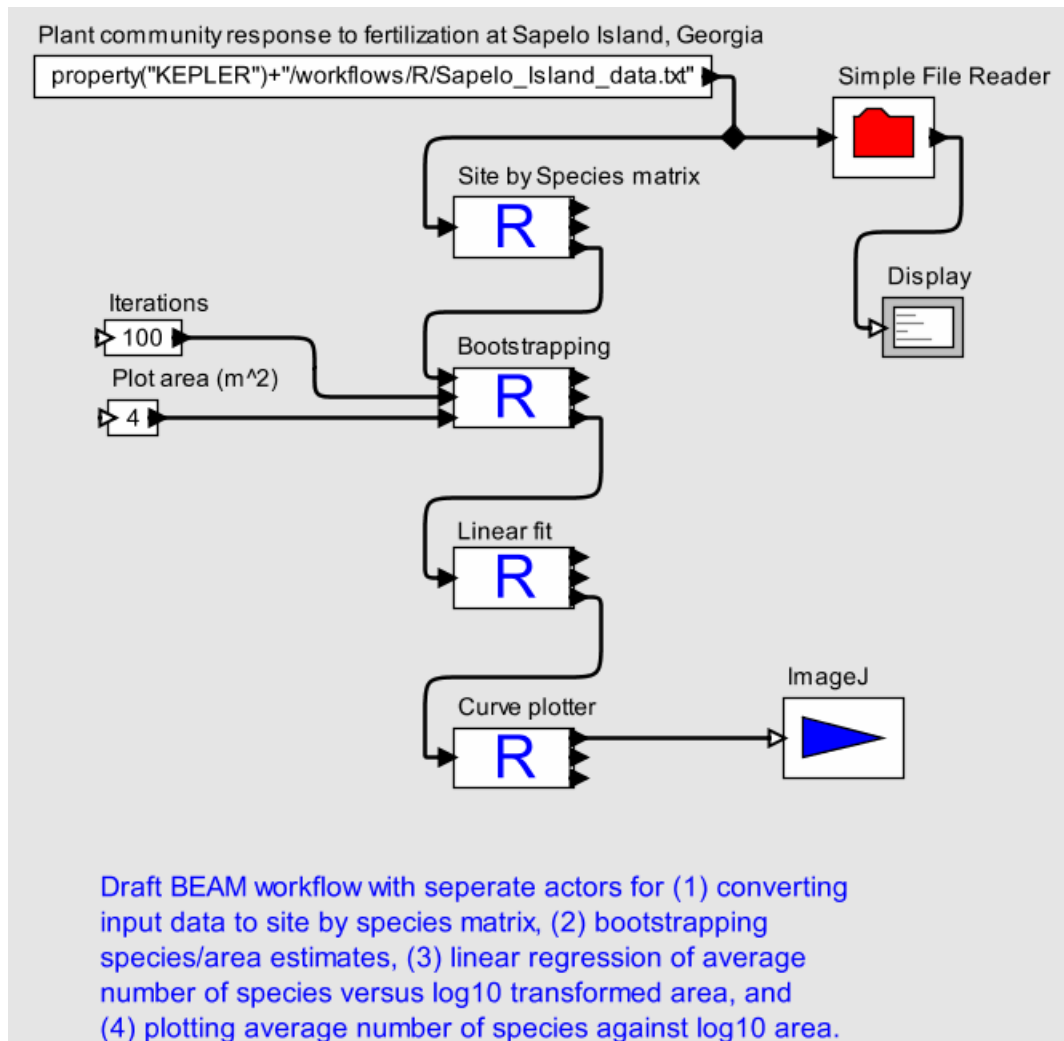 Plant community response to fertilization at Sapelo Island, Georgia
property("KEPLER")+"/workflows/R/Sapelo_Island_data.txt"
Simple File Reader
Site by Species matrix
R
Display
Iterations
100
Bootstrapping
Plot area (m^2)
R
4
Linear fit
R
ImageJ
Curve plotter
R
Draft BEAM workflow with seperate actors for (1) converting
input data to site by species matrix, (2) bootstrapping
species/area estimates, (3) linear regression of average
number of species versus log10 transformed area, and
(4) plotting average number of species against log10 area.